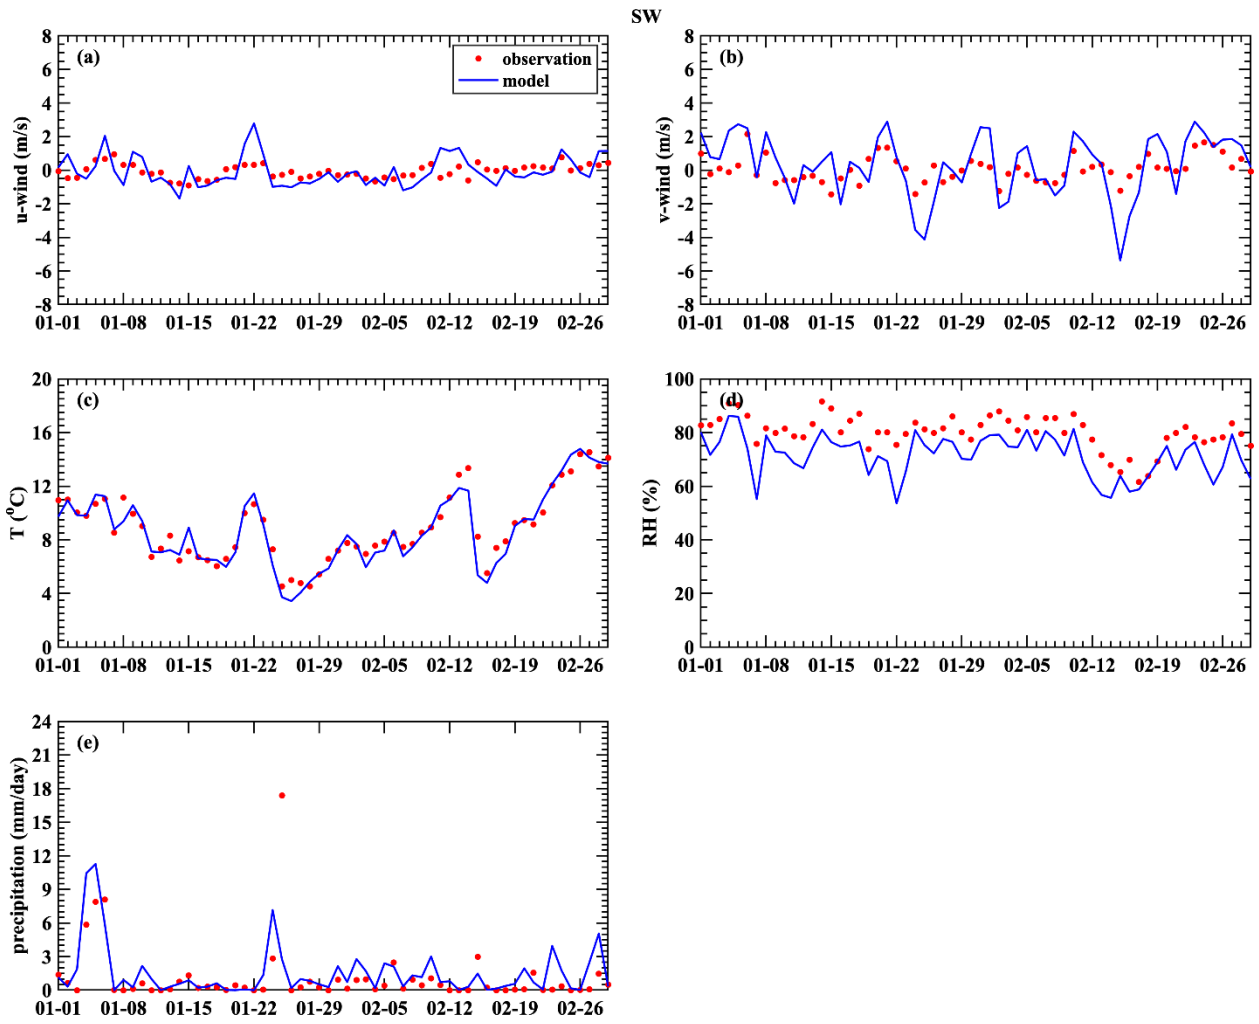 SW
(a)
observation
model
u-wind (m/s)
8
6
4
2
0
-2
-4
-6
-8
01-01 01-08 01-15 01-22 01-29 02-05 02-12 02-19 02-26
(b)
v-wind (m/s)
8
6
4
2
0
-2
-4
-6
-8
01-01 01-08 01-15 01-22 01-29 02-05 02-12 02-19 02-26
(c)
T (⁰C)
20
16
12
8
4
0
01-01 01-08 01-15 01-22 01-29 02-05 02-12 02-19 02-26
(d)
RH (%)
100
80
60
40
20
0
01-01 01-08 01-15 01-22 01-29 02-05 02-12 02-19 02-26
(e)
precipitation (mm/day)
24
21
18
15
12
9
6
3
0
01-01 01-08 01-15 01-22 01-29 02-05 02-12 02-19 02-26